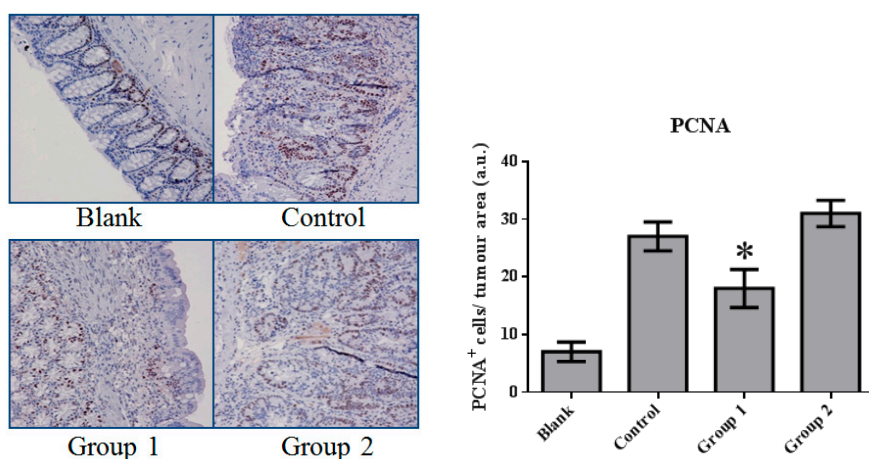 Blank
Control
Group 1
Group 2
PCNA
PCNA+ cells/ tumour area (a.u.)
40
30
20
10
0
*
Blank
Control
Group 1
Group 2